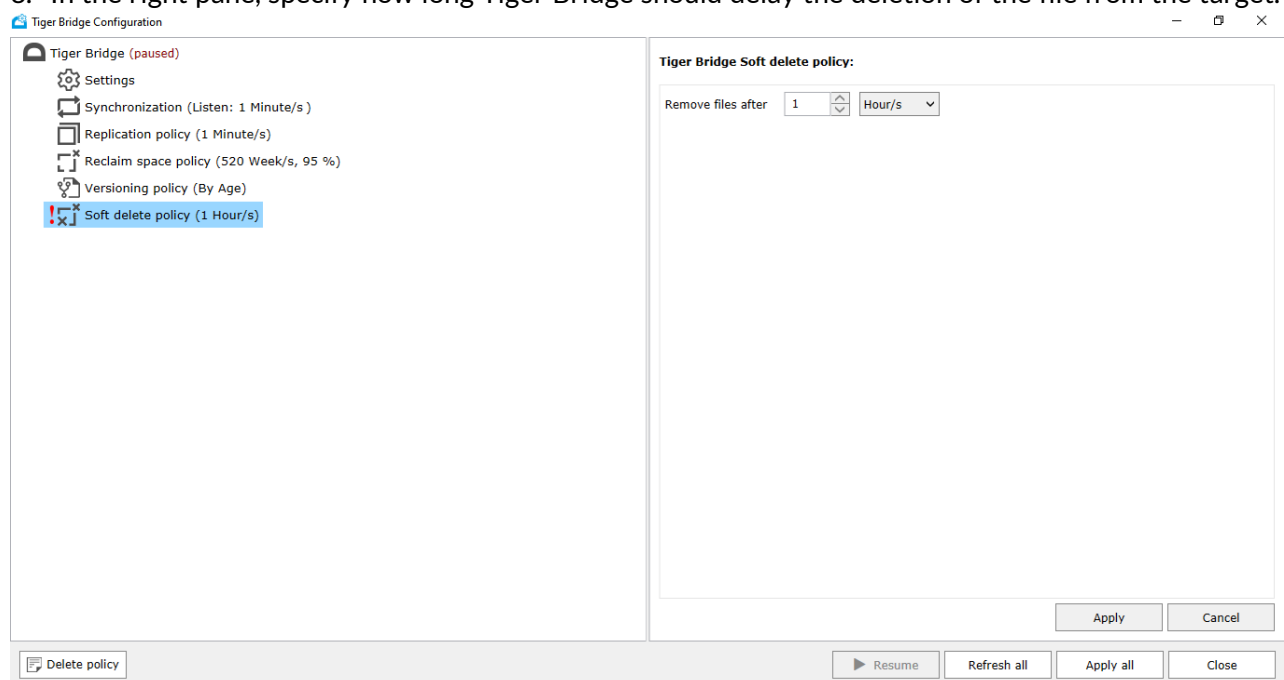 6. In the right pane, specify how long Tiger Bridge should delay the deletion of the file from the target.
Tiger Bridge Configuration
Tiger Bridge (paused)
Settings
Synchronization (Listen: 1 Minute/s )
Replication policy (1 Minute/s)
Reclaim space policy (520 Week/s, 95 %)
Versioning policy (By Age)
Soft delete policy (1 Hour/s)
Tiger Bridge Soft delete policy:
Remove files after 1 Hour/s
Apply Cancel
Delete policy Resume Refresh all Apply all Close